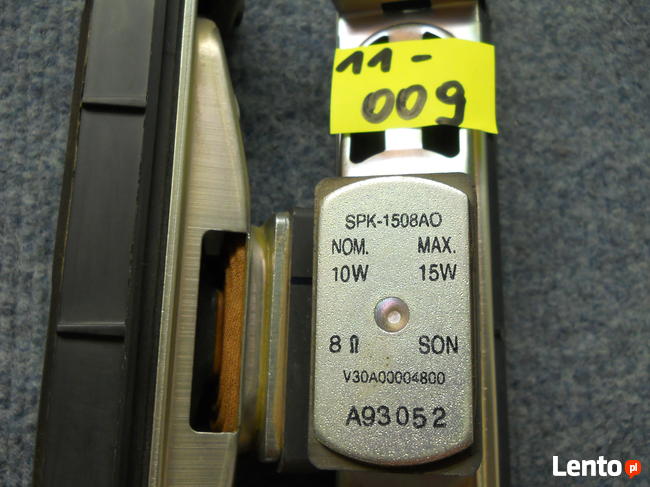 11-
009
SPK-1508AO
NOM. MAX.
10W 15W
8 Ω SON
V30A00004800
A93052
Lento.pl